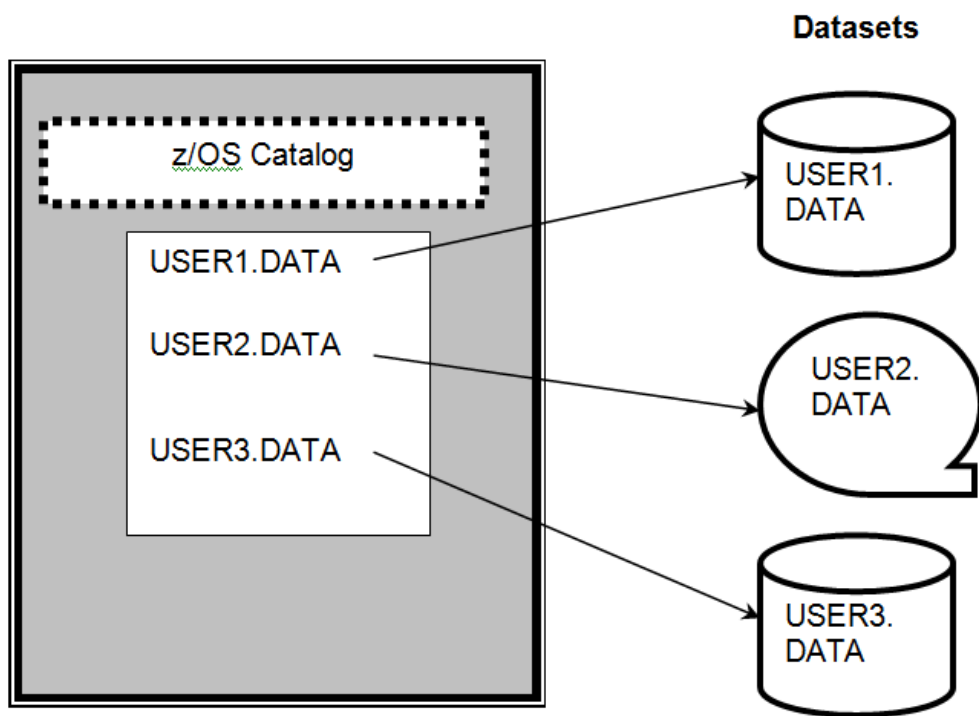 Datasets
z/OS Catalog
USER1.DATA
USER2.DATA
USER3.DATA
USER1.
DATA
USER2.
DATA
USER3.
DATA